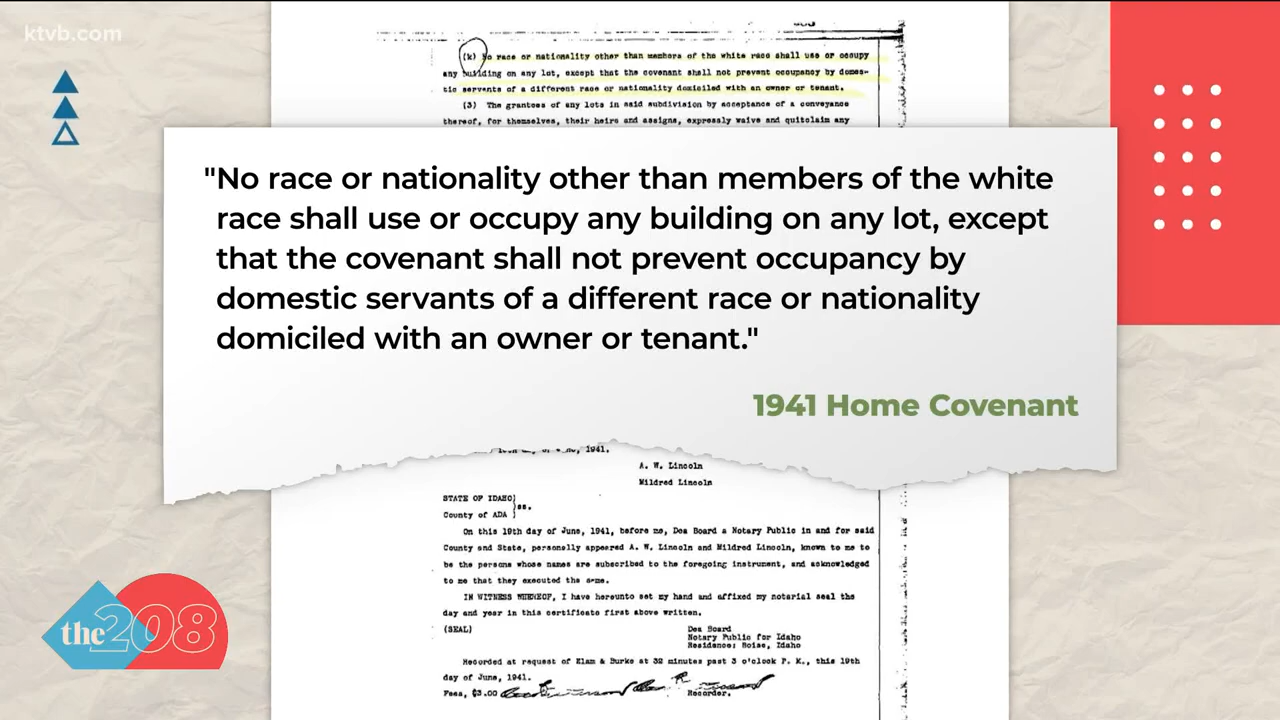 ktvb.com
(k) No race or nationality other than members of the white race shall use or occupy
any building on any lot, except that the covenant shall not prevent occupancy by domes-
tic servants of a different race or nationality domiciled with an owner or tenant.
(3) The grantees of any lots in said subdivision by acceptance of a conveyance
thereof, for themselves, their heirs and assigns, expressly waive and quitclaim any
"No race or nationality other than members of the white
race shall use or occupy any building on any lot, except
that the covenant shall not prevent occupancy by
domestic servants of a different race or nationality
domiciled with an owner or tenant."
1941 Home Covenant
1941.
A. W. Lincoln
Mildred Lincoln
STATE OF IDAHO)
)ss.
County of ADA )
On this 19th day of June, 1941, before me, Dea Board a Notary Public in and for said
County and State, personally appeared A. W. Lincoln and Mildred Lincoln, known to me to
be the persons whose names are subscribed to the foregoing instrument, and acknowledged
to me that they executed the same.
IN WITNESS WHEREOF, I have hereunto set my hand and affixed my notarial seal the
day and year in this certificate first above written.
(SEAL)
Dea Board
Notary Public for Idaho
Residence: Boise, Idaho
Recorded at request of Elam & Burke at 32 minutes past 3 o'clock P. M., this 19th
day of June, 1941.
Fees, $3.00
Recorder.
the 208